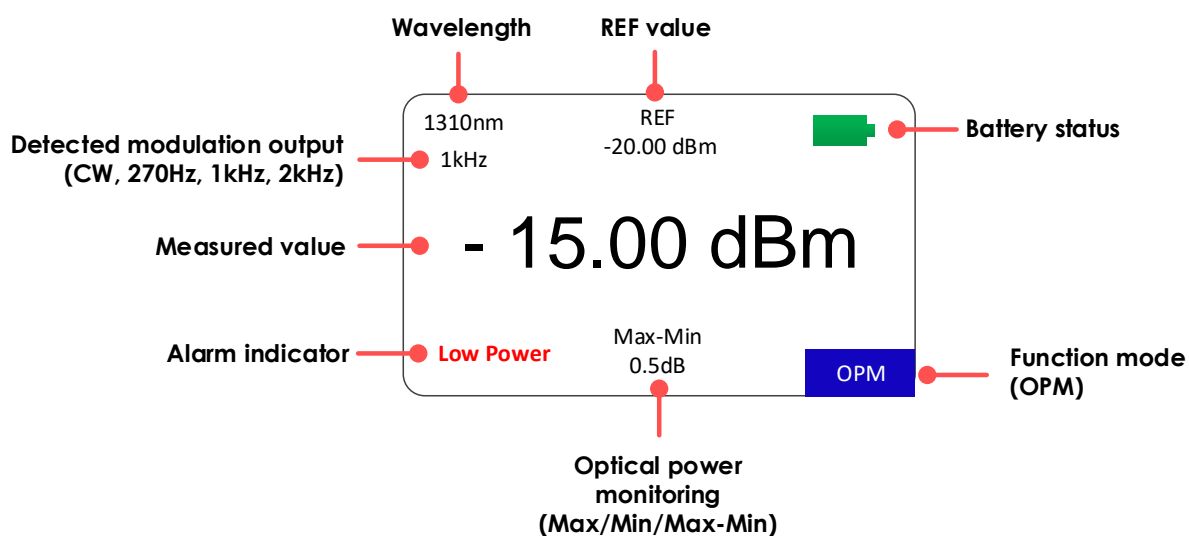 Wavelength
REF value
1310nm
REF
-20.00 dBm
Battery status
Detected modulation output
(CW, 270Hz, 1kHz, 2kHz)
1kHz
Measured value
- 15.00 dBm
Alarm indicator
Low Power
Max-Min
0.5dB
OPM
Function mode
(OPM)
Optical power
monitoring
(Max/Min/Max-Min)